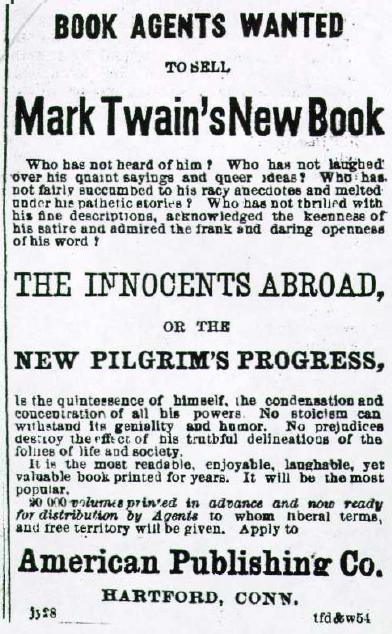 BOOK AGENTS WANTED
TO SELL
Mark Twain's New Book
Who has not heard of him? Who has not laughed
over his quaint sayings and queer ideas? Who has
not fairly succumbed to his racy anecdotes and melted
under his pathetic stories? Who has not thrilled with
his fine descriptions, acknowledged the keenness of
his satire and admired the frank and daring openness
of his word?
THE INNOCENTS ABROAD,
OR THE
NEW PILGRIM'S PROGRESS,
Is the quintessence of himself, the condensation and
concentration of all his powers. No stoicism can
withstand its geniality and humor. No prejudices
destroy the effect of his truthful delineations of the
follies of life and society.
It is the most readable, enjoyable, laughable, yet
valuable book printed for years. It will be the most
popular.
20 000 volumes printed in advance and now ready
for distribution by Agents to whom liberal terms,
and free territory will be given. Apply to
American Publishing Co.
HARTFORD, CONN.
tfd&w54